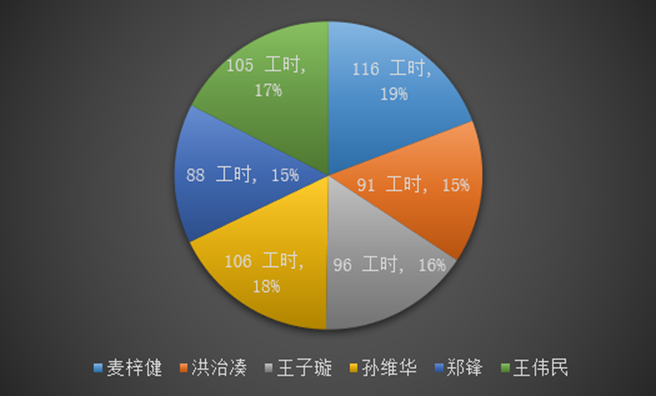 105 工时,
17%
116 工时,
19%
88 工时, 15%
91 工时, 15%
106 工时,
18%
96 工时, 16%
麦梓健 洪治凑 王子璇 孙维华 郑锋 王伟民